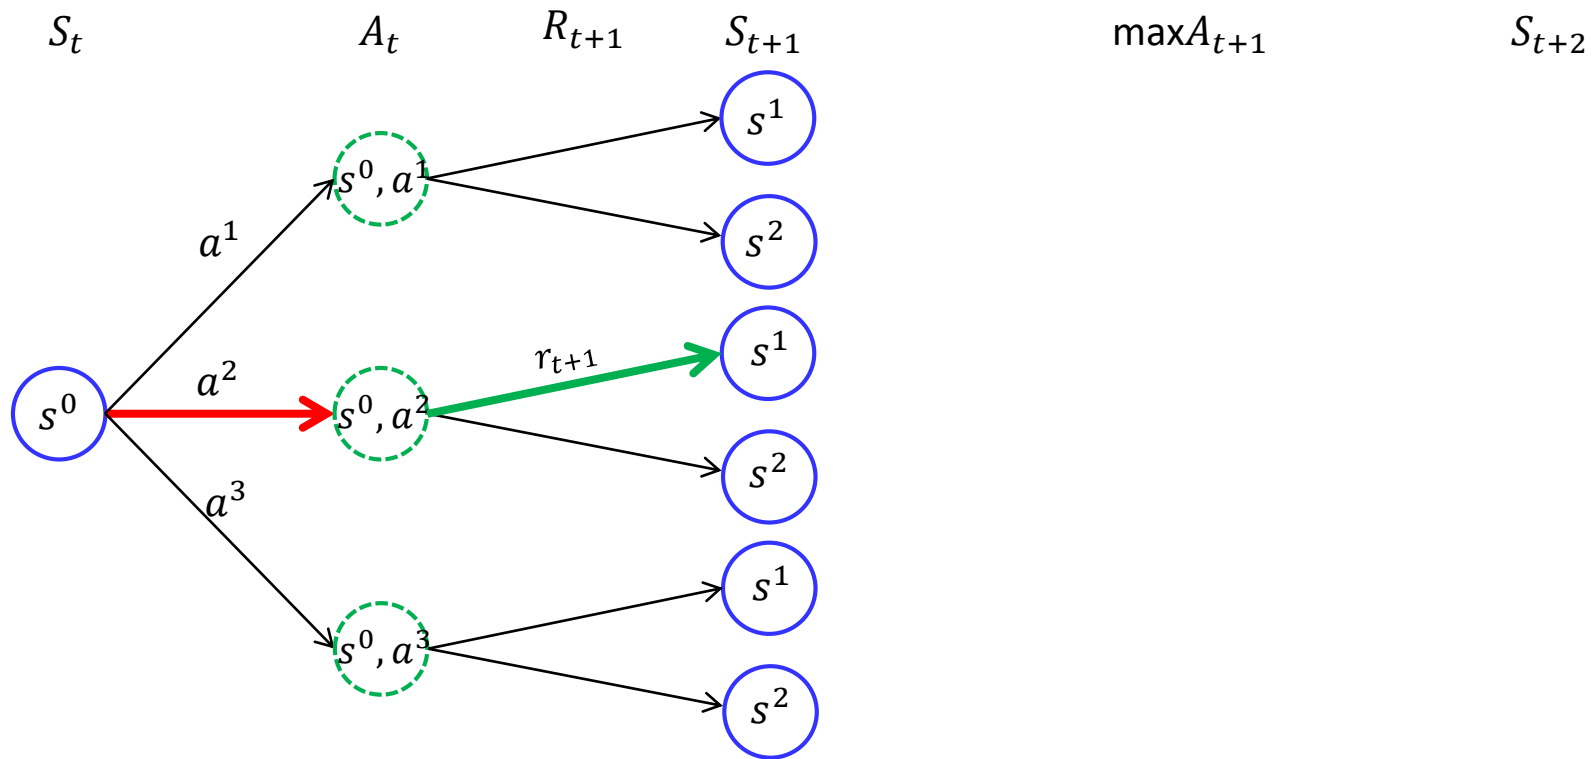 S_t A_t R_{t+1} S_{t+1} maxA_{t+1} S_{t+2}
s^1
s^0, a^1
a^1
s^2
s^1
r_{t+1}
a^2
s^0
s^0, a^2
s^2
a^3
s^1
s^0, a^3
s^2